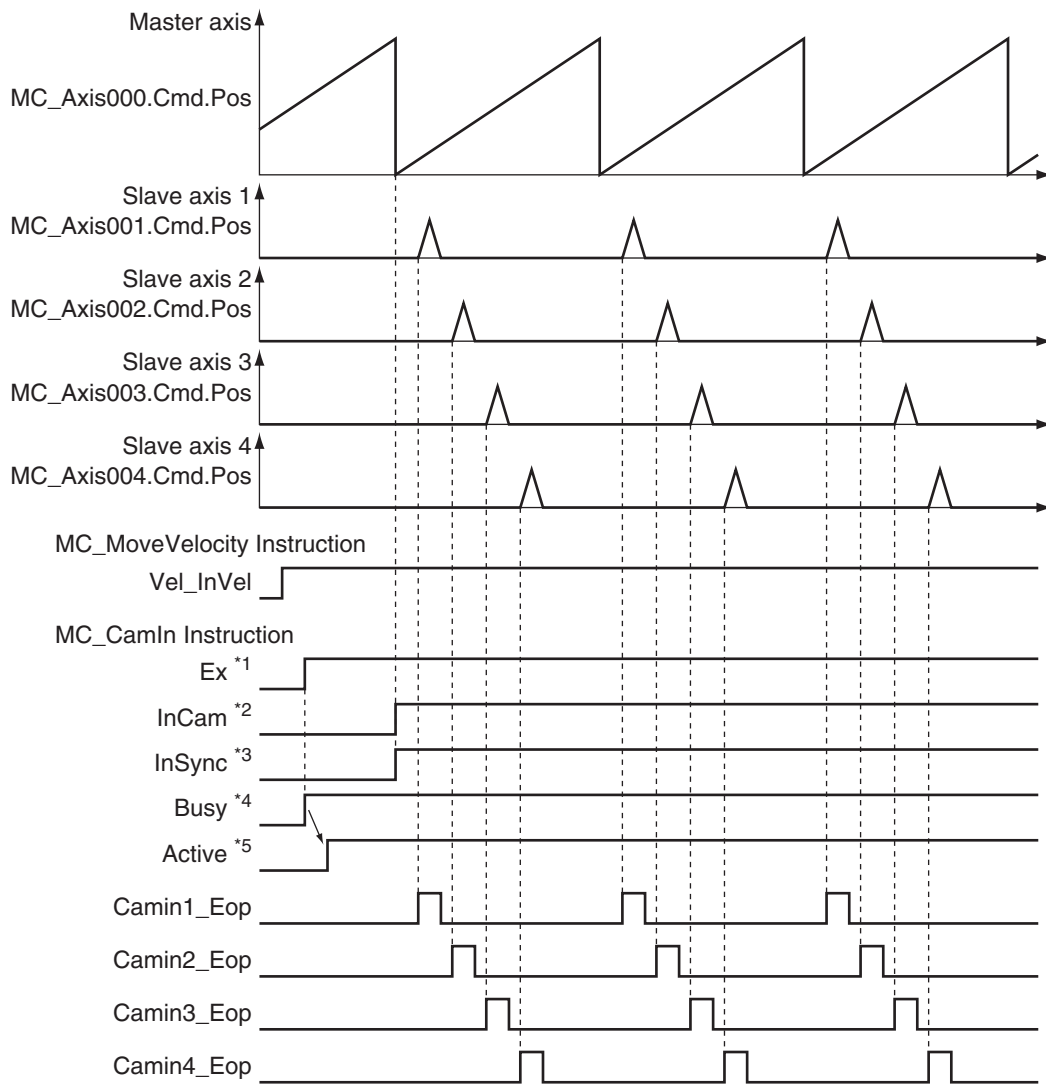 Master axis
MC_Axis000.Cmd.Pos
Slave axis 1
MC_Axis001.Cmd.Pos
Slave axis 2
MC_Axis002.Cmd.Pos
Slave axis 3
MC_Axis003.Cmd.Pos
Slave axis 4
MC_Axis004.Cmd.Pos
MC_MoveVelocity Instruction
Vel_InVel
MC_CamIn Instruction
Ex *1
InCam *2
InSync *3
Busy *4
Active *5
Camin1_Eop
Camin2_Eop
Camin3_Eop
Camin4_Eop